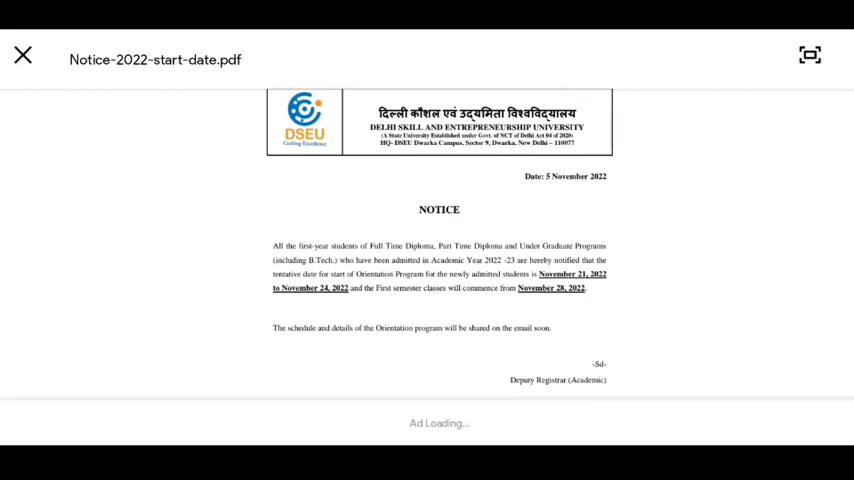 Notice-2022-start-date.pdf
दिल्ली कौशल एवं उद्यमिता विश्वविद्यालय
DELHI SKILL AND ENTREPRENEURSHIP UNIVERSITY
(A State University Established under Govt. of NCT of Delhi Act 04 of 2020)
HQ- DSEU Dwarka Campus, Sector 9, Dwarka, New Delhi – 110077
DSEU
Crafting Excellence
Date: 5 November 2022
NOTICE
All the first-year students of Full Time Diploma, Part Time Diploma and Under Graduate Programs
(including B.Tech.) who have been admitted in Academic Year 2022 -23 are hereby notified that the
tentative date for start of Orientation Program for the newly admitted students is November 21, 2022
to November 24, 2022 and the First semester classes will commence from November 28, 2022.
The schedule and details of the Orientation program will be shared on the email soon.
-Sd-
Deputy Registrar (Academic)
Ad Loading...